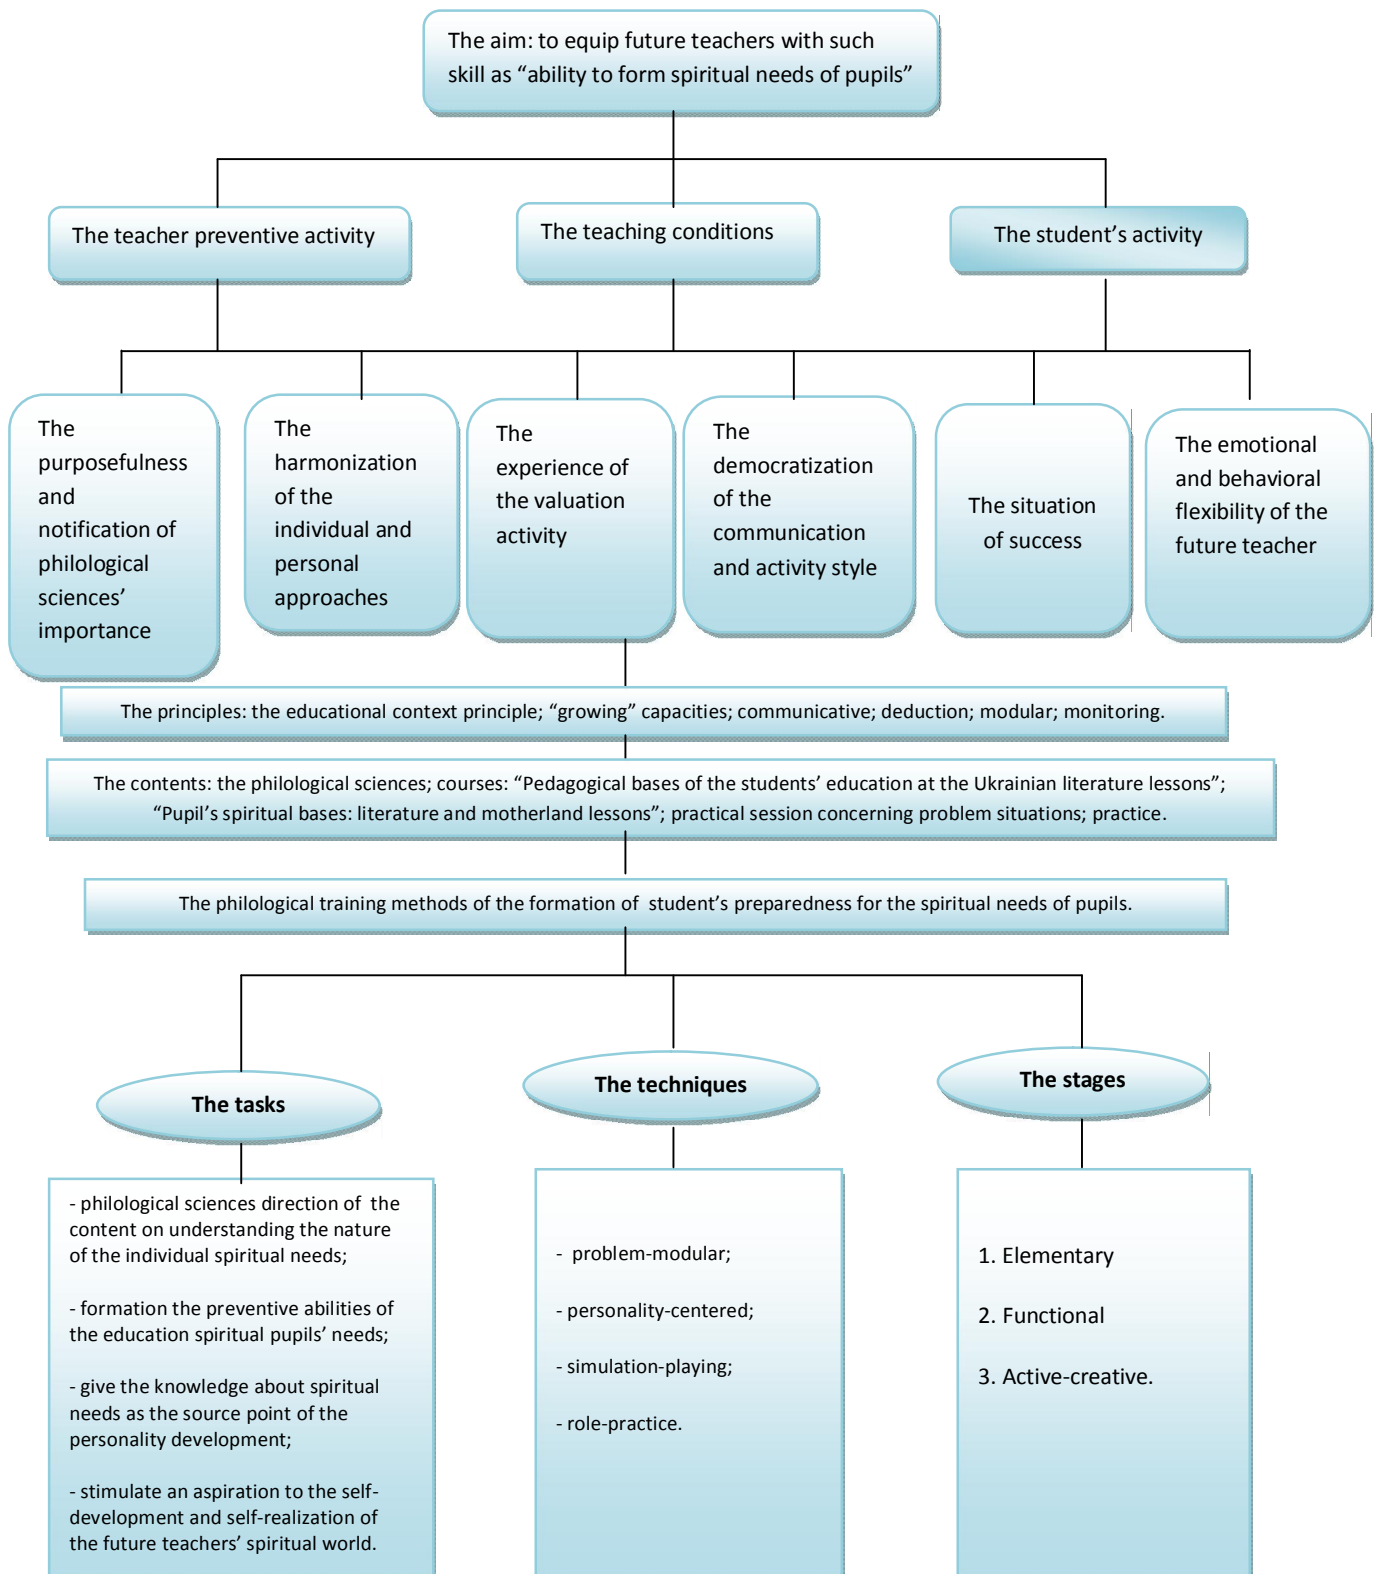 The aim: to equip future teachers with such
skill as “ability to form spiritual needs of pupils”
The teacher preventive activity
The teaching conditions
The student’s activity
The
purposefulness
and
notification of
philological
sciences’
importance
The
harmonization
of the
individual and
personal
approaches
The
experience of
the valuation
activity
The
democratization
of the
communication
and activity style
The situation
of success
The emotional
and behavioral
flexibility of the
future teacher
The principles: the educational context principle; “growing” capacities; communicative; deduction; modular; monitoring.
The contents: the philological sciences; courses: “Pedagogical bases of the students’ education at the Ukrainian literature lessons”;
“Pupil’s spiritual bases: literature and motherland lessons”; practical session concerning problem situations; practice.
The philological training methods of the formation of student’s preparedness for the spiritual needs of pupils.
The tasks
- philological sciences direction of the
content on understanding the nature
of the individual spiritual needs;
- formation the preventive abilities of
the education spiritual pupils’ needs;
- give the knowledge about spiritual
needs as the source point of the
personality development;
- stimulate an aspiration to the self-
development and self-realization of
the future teachers’ spiritual world.
The techniques
- problem-modular;
- personality-centered;
- simulation-playing;
- role-practice.
The stages
1. Elementary
2. Functional
3. Active-creative.